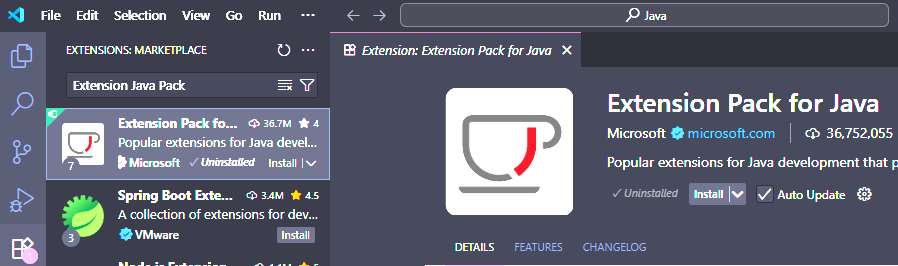 File Edit Selection View Go Run ...
Java
EXTENSIONS: MARKETPLACE
Extension: Extension Pack for Java
Extension Java Pack
Extension Pack fo... 36.7M 4
Popular extensions for Java devel...
Microsoft Uninstalled Install
7
Spring Boot Exte... 3.4M 4.5
A collection of extensions for dev...
VMware Install
3
1
Extension Pack for Java
Microsoft microsoft.com 36,752,055
Popular extensions for Java development that p
Uninstalled Install Auto Update
DETAILS FEATURES CHANGELOG